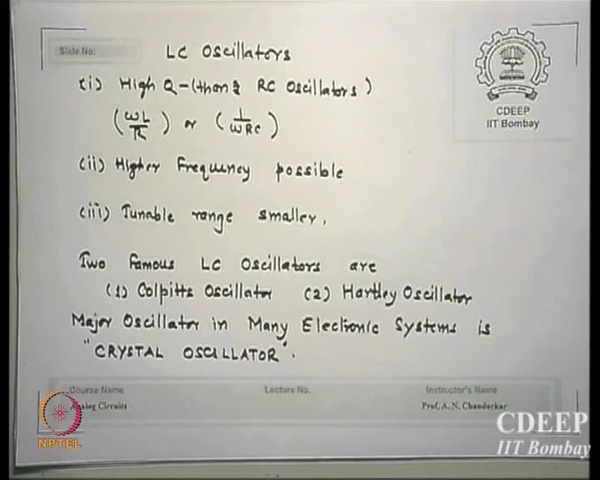 Slide No:
LC Oscillators
CDEEP
IIT Bombay
(i) High Q-(than RC Oscillators)
(ωL/R) or (1/ωRC)
(ii) Higher Frequency possible
(iii) Tunable range smaller.
Two Famous LC Oscillators are
(1) Colpitts Oscillator (2) Hartley Oscillator
Major Oscillator in Many Electronic Systems is
"CRYSTAL OSCILLATOR".
Course Name Lecture No. Instructor's Name
Analog Circuits Prof. A. N. Chandorkar
NPTEL
CDEEP
IIT Bombay